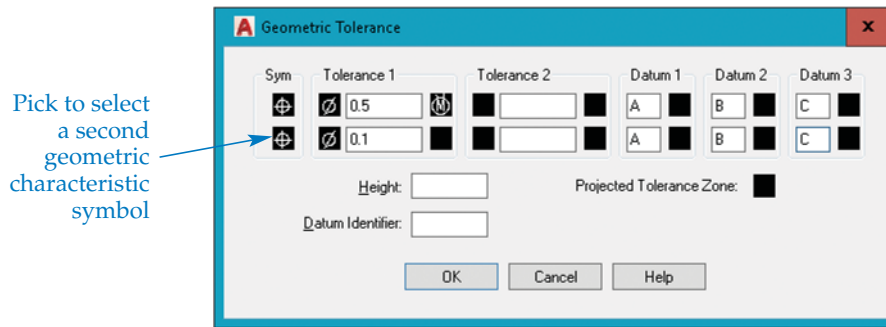 A Geometric Tolerance x
Sym Tolerance 1 Tolerance 2 Datum 1 Datum 2 Datum 3
⌖ Ø 0.5 Ⓜ A B C
⌖ Ø 0.1 A B C
Height: Projected Tolerance Zone:
Datum Identifier:
OK Cancel Help
Pick to select
a second
geometric
characteristic
symbol